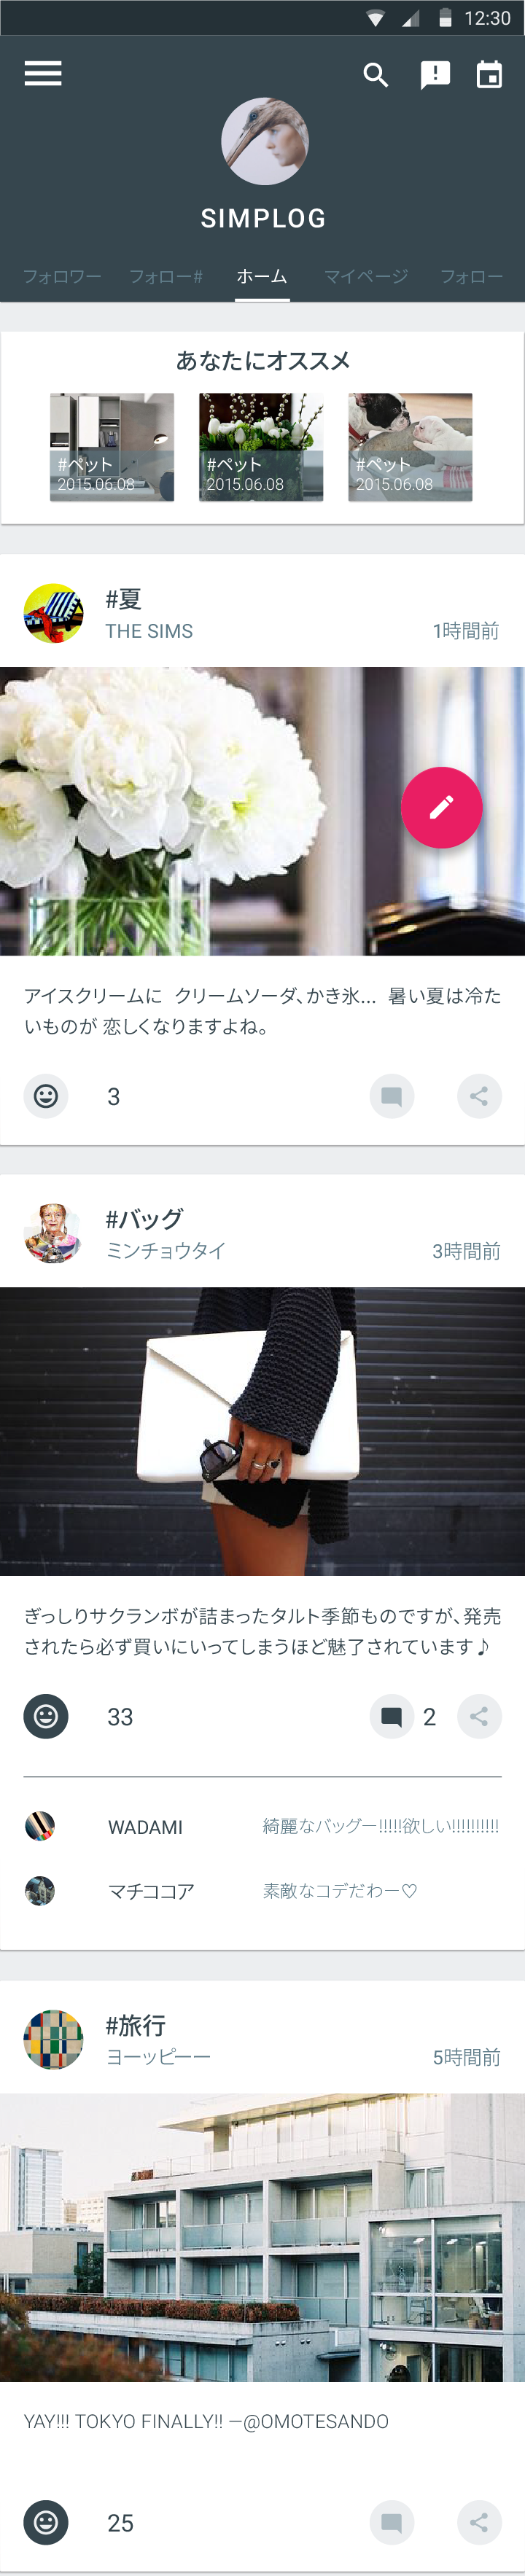 12:30
SIMPLOG
フォロワー フォロー# ホーム マイページ フォロー
あなたにオススメ
#ペット #ペット #ペット
2015.06.08 2015.06.08 2015.06.08
#夏
THE SIMS 1時間前
アイスクリームに クリームソーダ、かき氷... 暑い夏は冷た
いものが 恋しくなりますよね。
3
#バッグ
ミンチョウタイ 3時間前
ぎっしりサクランボが詰まったタルト季節ものですが、発売
されたら必ず買いにいってしまうほど魅了されています♪
33 2
WADAMI 綺麗なバッグー!!!!!欲しい!!!!!!!!!!
マチココア 素敵なコデだわー♡
#旅行
ヨーッピーー 5時間前
YAY!!! TOKYO FINALLY!! —@OMOTESANDO
25